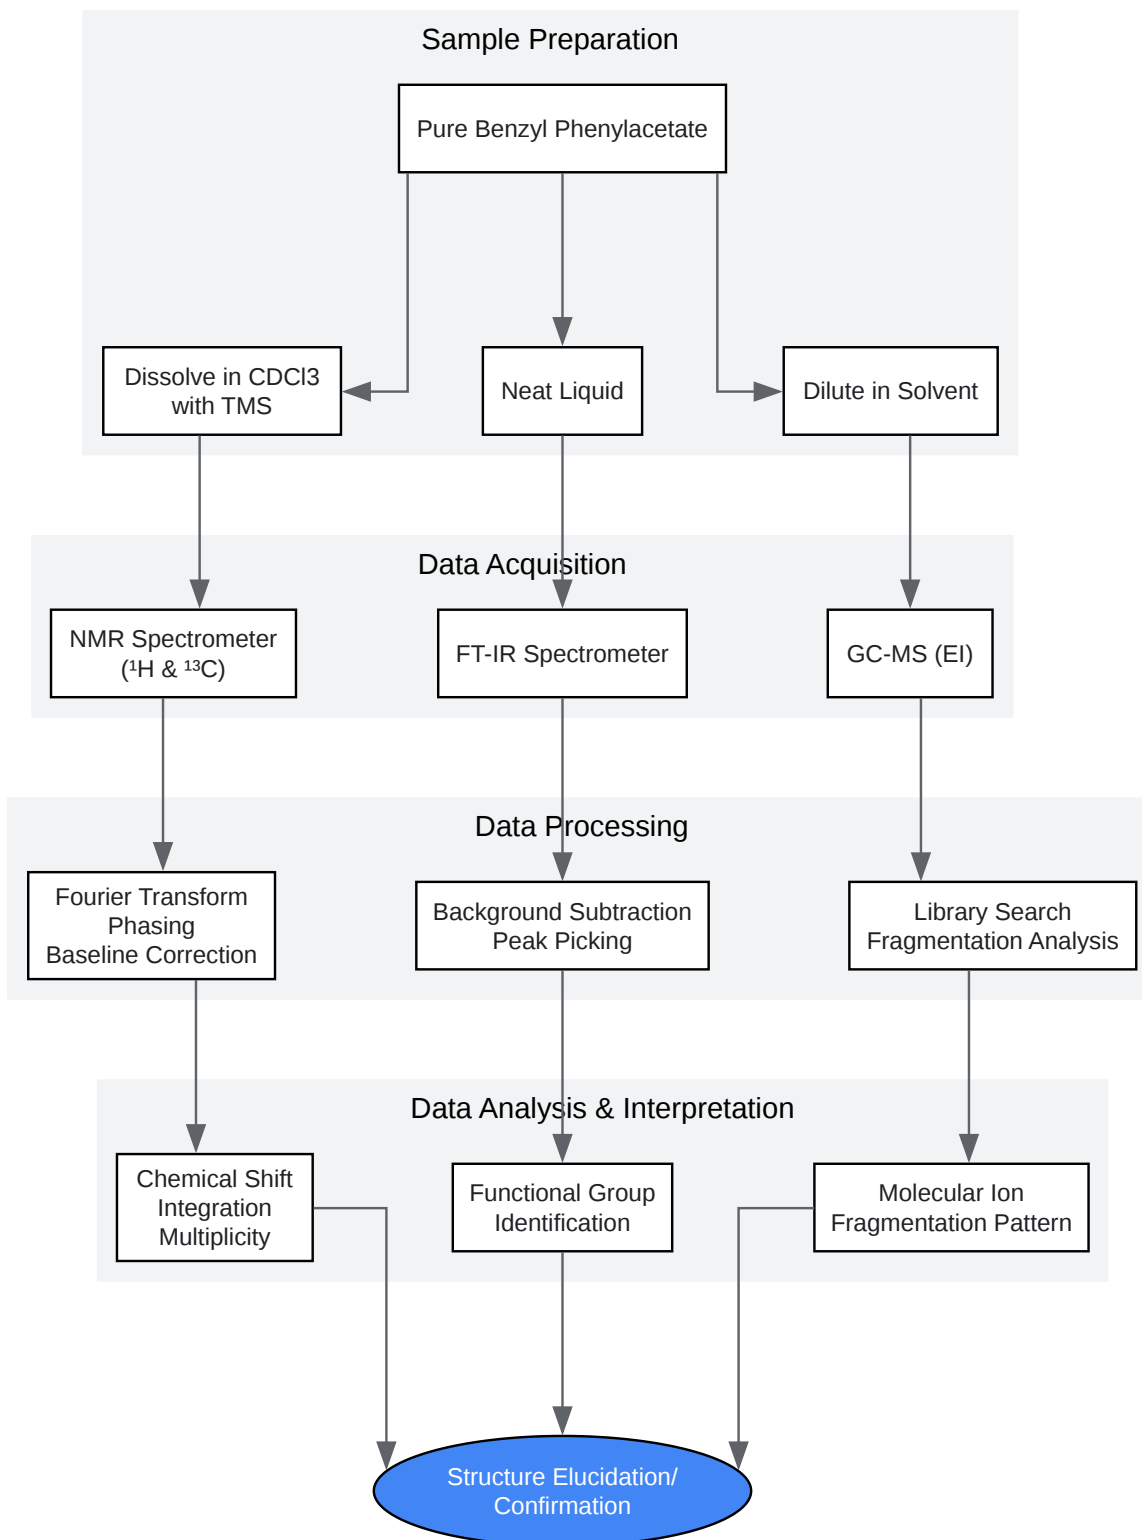 Sample Preparation
Pure Benzyl Phenylacetate
Dissolve in CDCl3
with TMS
Neat Liquid
Dilute in Solvent
Data Acquisition
NMR Spectrometer
(¹H & ¹³C)
FT-IR Spectrometer
GC-MS (EI)
Data Processing
Fourier Transform
Phasing
Baseline Correction
Background Subtraction
Peak Picking
Library Search
Fragmentation Analysis
Data Analysis & Interpretation
Chemical Shift
Integration
Multiplicity
Functional Group
Identification
Molecular Ion
Fragmentation Pattern
Structure Elucidation/
Confirmation